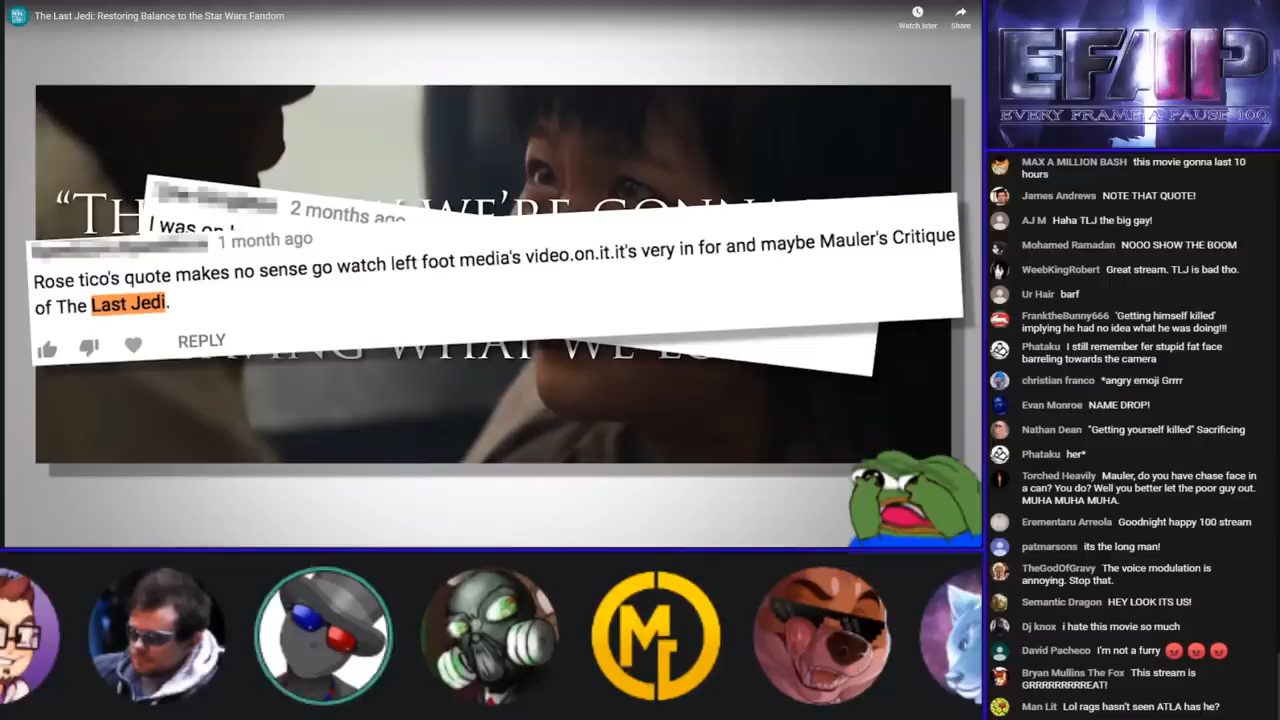 The Last Jedi: Restoring Balance to the Star Wars Fandom
Watch later
Share
2 months ago
I was on
1 month ago
Rose tico's quote makes no sense go watch left foot media's video.on.it.it's very in for and maybe Mauler's Critique
of The Last Jedi.
REPLY
"TH WE'RE GONNA
WHAT WE
EFAP
EVERY FRAME A PAUSE 100
MAX A MILLION BASH this movie gonna last 10
hours
James Andrews NOTE THAT QUOTE!
A J M Haha TLJ the big gay!
Mohamed Ramadan NOOO SHOW THE BOOM
WeebKingRobert Great stream. TLJ is bad tho.
Ur Hair barf
FranktheBunny666 'Getting himself killed'
implying he had no idea what he was doing!!!
Phataku I still remember fer stupid fat face
barreling towards the camera
christian franco *angry emoji Grrr
Evan Monroe NAME DROP!
Nathan Dean "Getting yourself killed" Sacrificing
Phataku her*
Torched Heavily Mauler, do you have chase face in
a can? You do? Well you better let the poor guy out.
MUHA MUHA MUHA.
Erementaru Arreola Goodnight happy 100 stream
patmarsons its the long man!
TheGodOfGravy The voice modulation is
annoying. Stop that.
Semantic Dragon HEY LOOK ITS US!
Dj knox i hate this movie so much
David Pacheco I'm not a furry 😡 😡 😡
Bryan Mullins The Fox This stream is
GRRRRRRRREAT!
Man Lit Lol rags hasn't seen ATLA has he?